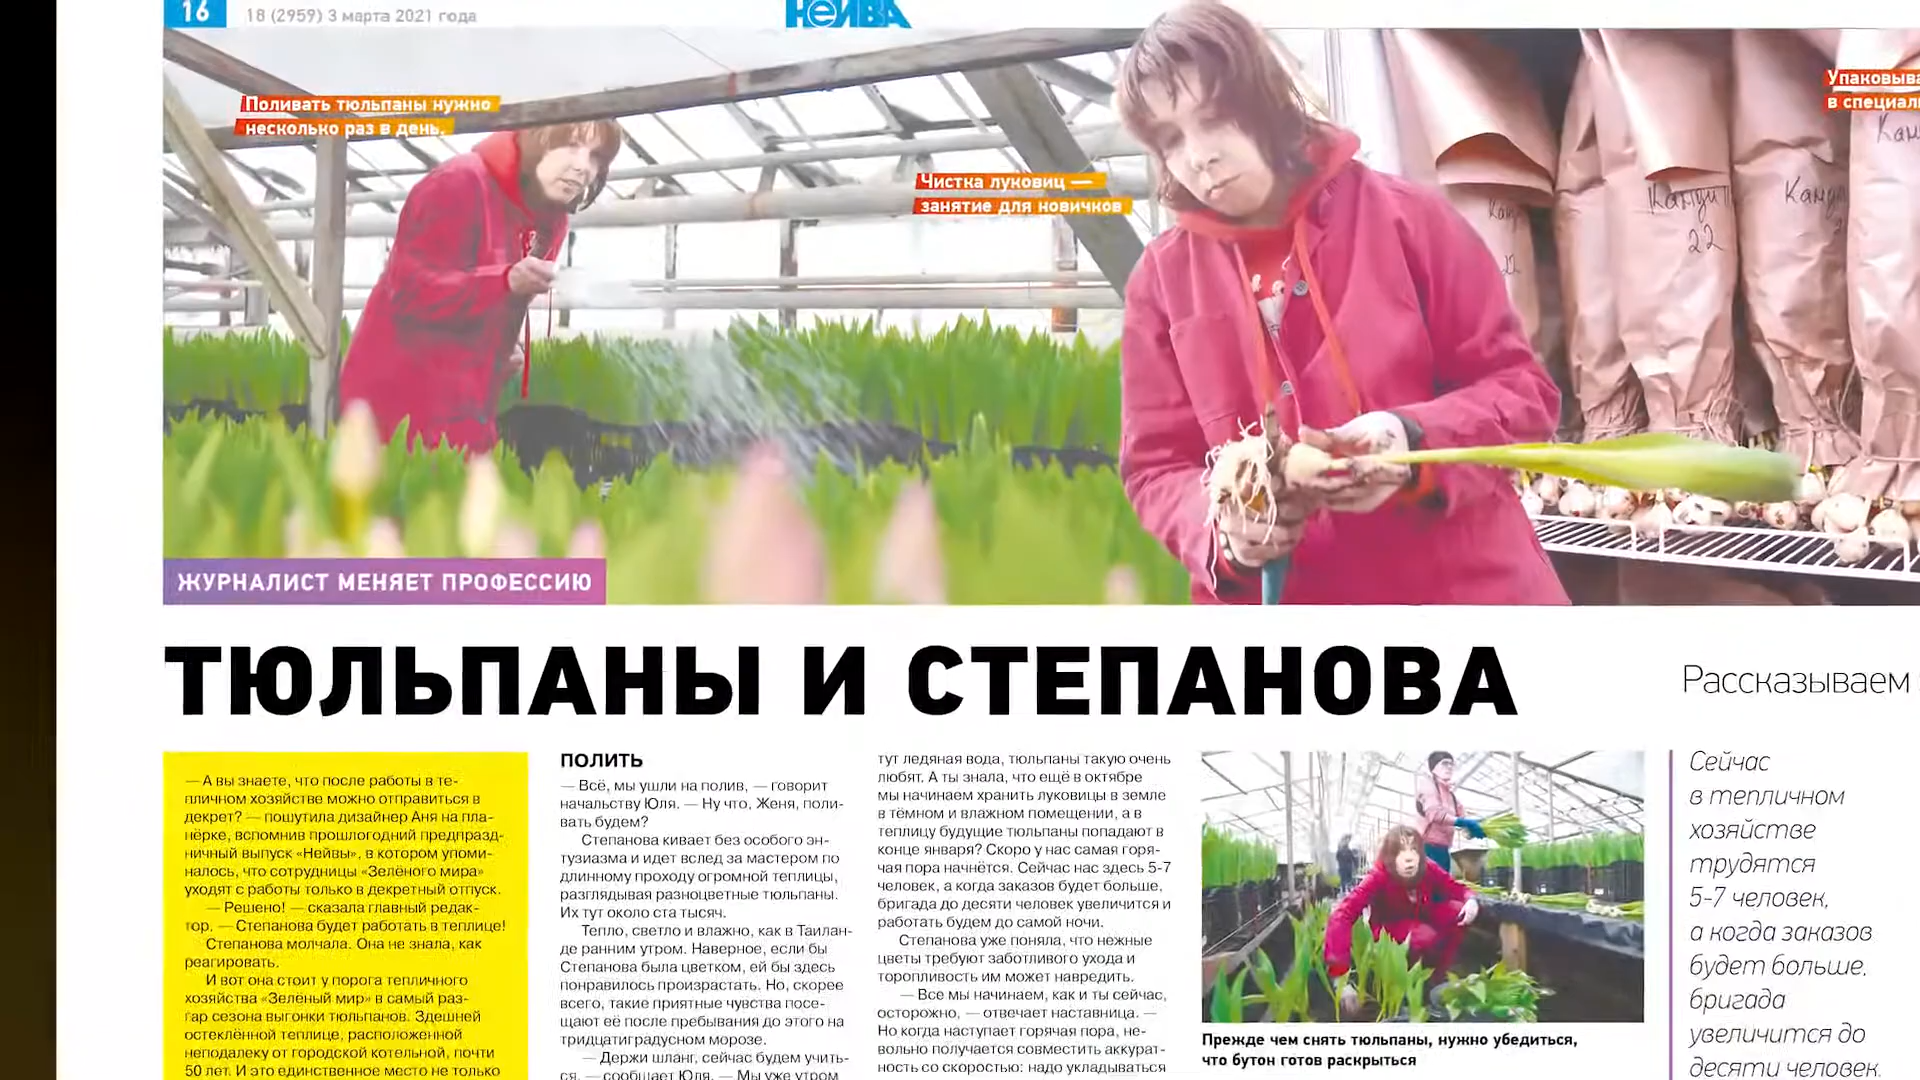 16
18 (2959) 3 марта 2021 года
НЕЙВА
Поливать тюльпаны нужно
несколько раз в день.
Чистка луковиц —
занятие для новичков
в специаль
Канди
22
ЖУРНАЛИСТ МЕНЯЕТ ПРОФЕССИЮ
ТЮЛЬПАНЫ И СТЕПАНОВА
Рассказываем
— А вы знаете, что после работы в те-
пличном хозяйстве можно отправиться в
декрет? — пошутила дизайнер Аня на пла-
нёрке, вспомнив прошлогодний предпразд-
ничный выпуск «Нейвы», в котором упоми-
налось, что сотрудницы «Зелёного мира»
уходят с работы только в декретный отпуск.
— Решено! — сказала главный редак-
тор. — Степанова будет работать в теплице!
Степанова молчала. Она не знала, как
реагировать.
И вот она стоит у порога тепличного
хозяйства «Зелёный мир» в самый раз-
гар сезона выгонки тюльпанов. Здешней
остеклённой теплице, расположенной
неподалеку от городской котельной, почти
50 лет. И это единственное место не только
ПОЛИТЬ
— Всё, мы ушли на полив, — говорит
начальству Юля. — Ну что, Женя, поли-
вать будем?
Степанова кивает без особого эн-
тузиазма и идет вслед за мастером по
длинному проходу огромной теплицы,
разглядывая разноцветные тюльпаны.
Их тут около ста тысяч.
Тепло, светло и влажно, как в Таилан-
де ранним утром. Наверное, если бы
Степанова была цветком, ей бы здесь
понравилось произрастать. Но, скорее
всего, такие приятные чувства посе-
щают её после пребывания до этого на
тридцатиградусном морозе.
— Держи шланг, сейчас будем учить-
ся, — сообщает Юля. — Мы уже утром
тут ледяная вода, тюльпаны такую очень
любят. А ты знала, что ещё в октябре
мы начинаем хранить луковицы в земле
в тёмном и влажном помещении, а в
теплицу будущие тюльпаны попадают в
конце января? Скоро у нас самая горя-
чая пора начнётся. Сейчас нас здесь 5-7
человек, а когда заказов будет больше,
бригада до десяти человек увеличится и
работать будем до самой ночи.
Степанова уже поняла, что нежные
цветы требуют заботливого ухода и
торопливость им может навредить.
— Все мы начинаем, как и ты сейчас,
осторожно, — отвечает наставница. —
Но когда наступает горячая пора, не-
вольно получается совместить аккурат-
ность со скоростью: надо укладываться
Прежде чем снять тюльпаны, нужно убедиться,
что бутон готов раскрыться
Сейчас
в тепличном
хозяйстве
трудятся
5-7 человек,
а когда заказов
будет больше,
бригада
увеличится до
десяти человек.